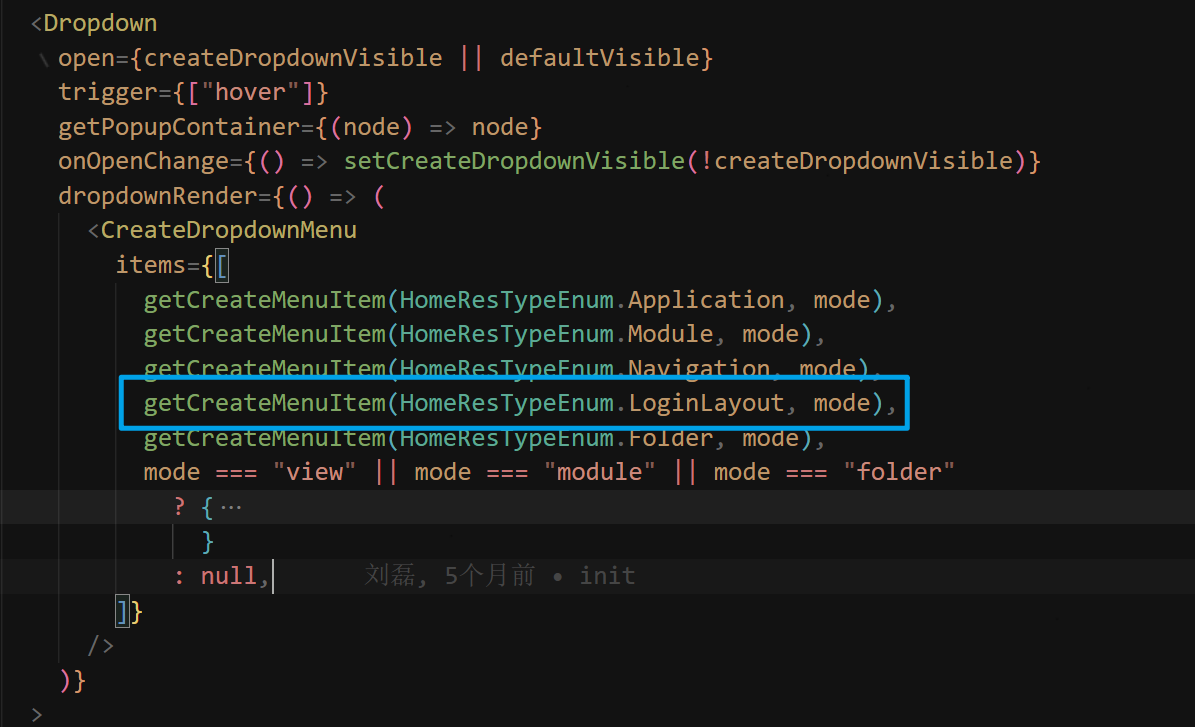 <Dropdown
open={createDropdownVisible || defaultVisible}
trigger={["hover"]}
getPopupContainer={(node) => node}
onOpenChange={() => setCreateDropdownVisible(!createDropdownVisible)}
dropdownRender={() => (
<CreateDropdownMenu
items={[
getCreateMenuItem(HomeResTypeEnum.Application, mode),
getCreateMenuItem(HomeResTypeEnum.Module, mode),
getCreateMenuItem(HomeResTypeEnum.Navigation, mode),
getCreateMenuItem(HomeResTypeEnum.LoginLayout, mode),
getCreateMenuItem(HomeResTypeEnum.Folder, mode),
mode === "view" || mode === "module" || mode === "folder"
? {⋯
}
: null, 刘磊, 5个月前 • init
]}
/>
)}
>